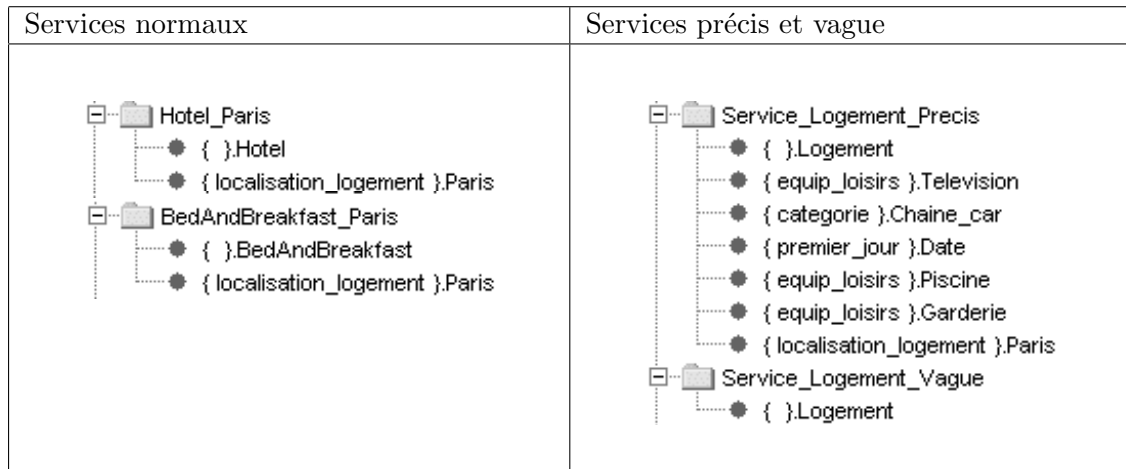 Services normaux
Hotel_Paris
{ }.Hotel
{ localisation_logement }.Paris
BedAndBreakfast_Paris
{ }.BedAndBreakfast
{ localisation_logement }.Paris
Services précis et vague
Service_Logement_Precis
{ }.Logement
{ equip_loisirs }.Television
{ categorie }.Chaine_car
{ premier_jour }.Date
{ equip_loisirs }.Piscine
{ equip_loisirs }.Garderie
{ localisation_logement }.Paris
Service_Logement_Vague
{ }.Logement